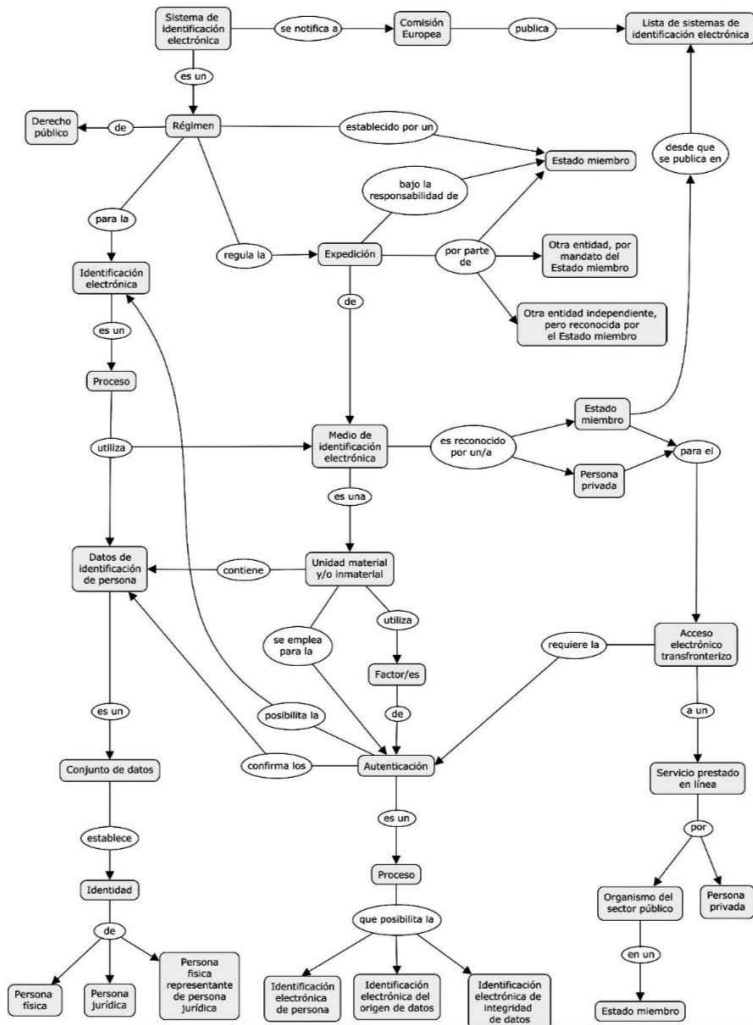 Sistema de
identificación
electrónica
se notifica a
Comisión
Europea
publica
Lista de sistemas de
identificación electrónica
es un
Derecho
público
de
Régimen
establecido por un
Estado miembro
desde que
se publica en
bajo la
responsabilidad de
para la
regula la
Expedición
por parte
de
Otra entidad, por
mandato del
Estado miembro
Identificación
electrónica
de
Otra entidad independiente,
pero reconocida por
el Estado miembro
es un
Proceso
utiliza
Medio de
identificación
electrónica
es reconocido
por un/a
Estado
miembro
Persona
privada
para el
es una
Datos de
identificación
de persona
contiene
Unidad material
y/o inmaterial
se emplea
para la
utiliza
Factor/es
requiere la
Acceso
electrónico
transfronterizo
es un
posibilita la
de
a un
Conjunto de datos
confirma los
Autenticación
Servicio prestado
en línea
establece
es un
por
Identidad
Proceso
Organismo del
sector público
Persona
privada
de
que posibilita la
en un
Persona
física
Persona
jurídica
Persona
fisica
representante
de persona
jurídica
Identificación
electrónica
de persona
Identificación
electrónica del
origen de datos
Identificación
electrónica de
integridad
de datos
Estado miembro